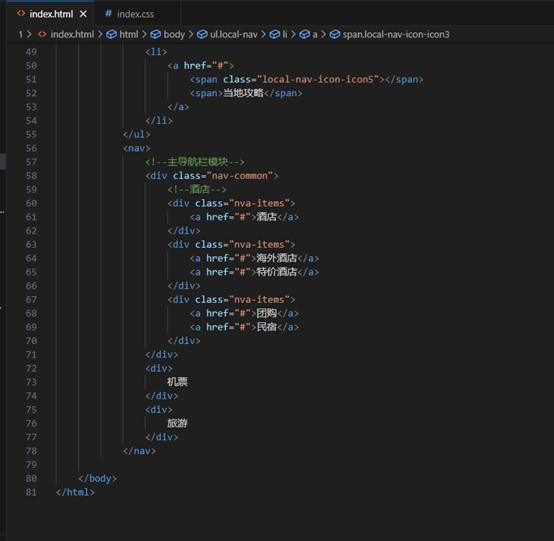 index.html index.css
1 > index.html > html > body > ul.local-nav > li > a > span.local-nav-icon-icon3
49 <li>
50 <a href="#">
51 <span class="local-nav-icon-icon5"></span>
52 <span>当地攻略</span>
53 </a>
54 </li>
55 </ul>
56 <nav>
57 <!--主导航栏模块-->
58 <div class="nav-common">
59 <!--酒店-->
60 <div class="nva-items">
61 <a href="#">酒店</a>
62 </div>
63 <div class="nva-items">
64 <a href="#">海外酒店</a>
65 <a href="#">特价酒店</a>
66 </div>
67 <div class="nva-items">
68 <a href="#">团购</a>
69 <a href="#">民宿</a>
70 </div>
71 </div>
72 <div>
73 机票
74 </div>
75 <div>
76 旅游
77 </div>
78 </nav>
79
80 </body>
81 </html>